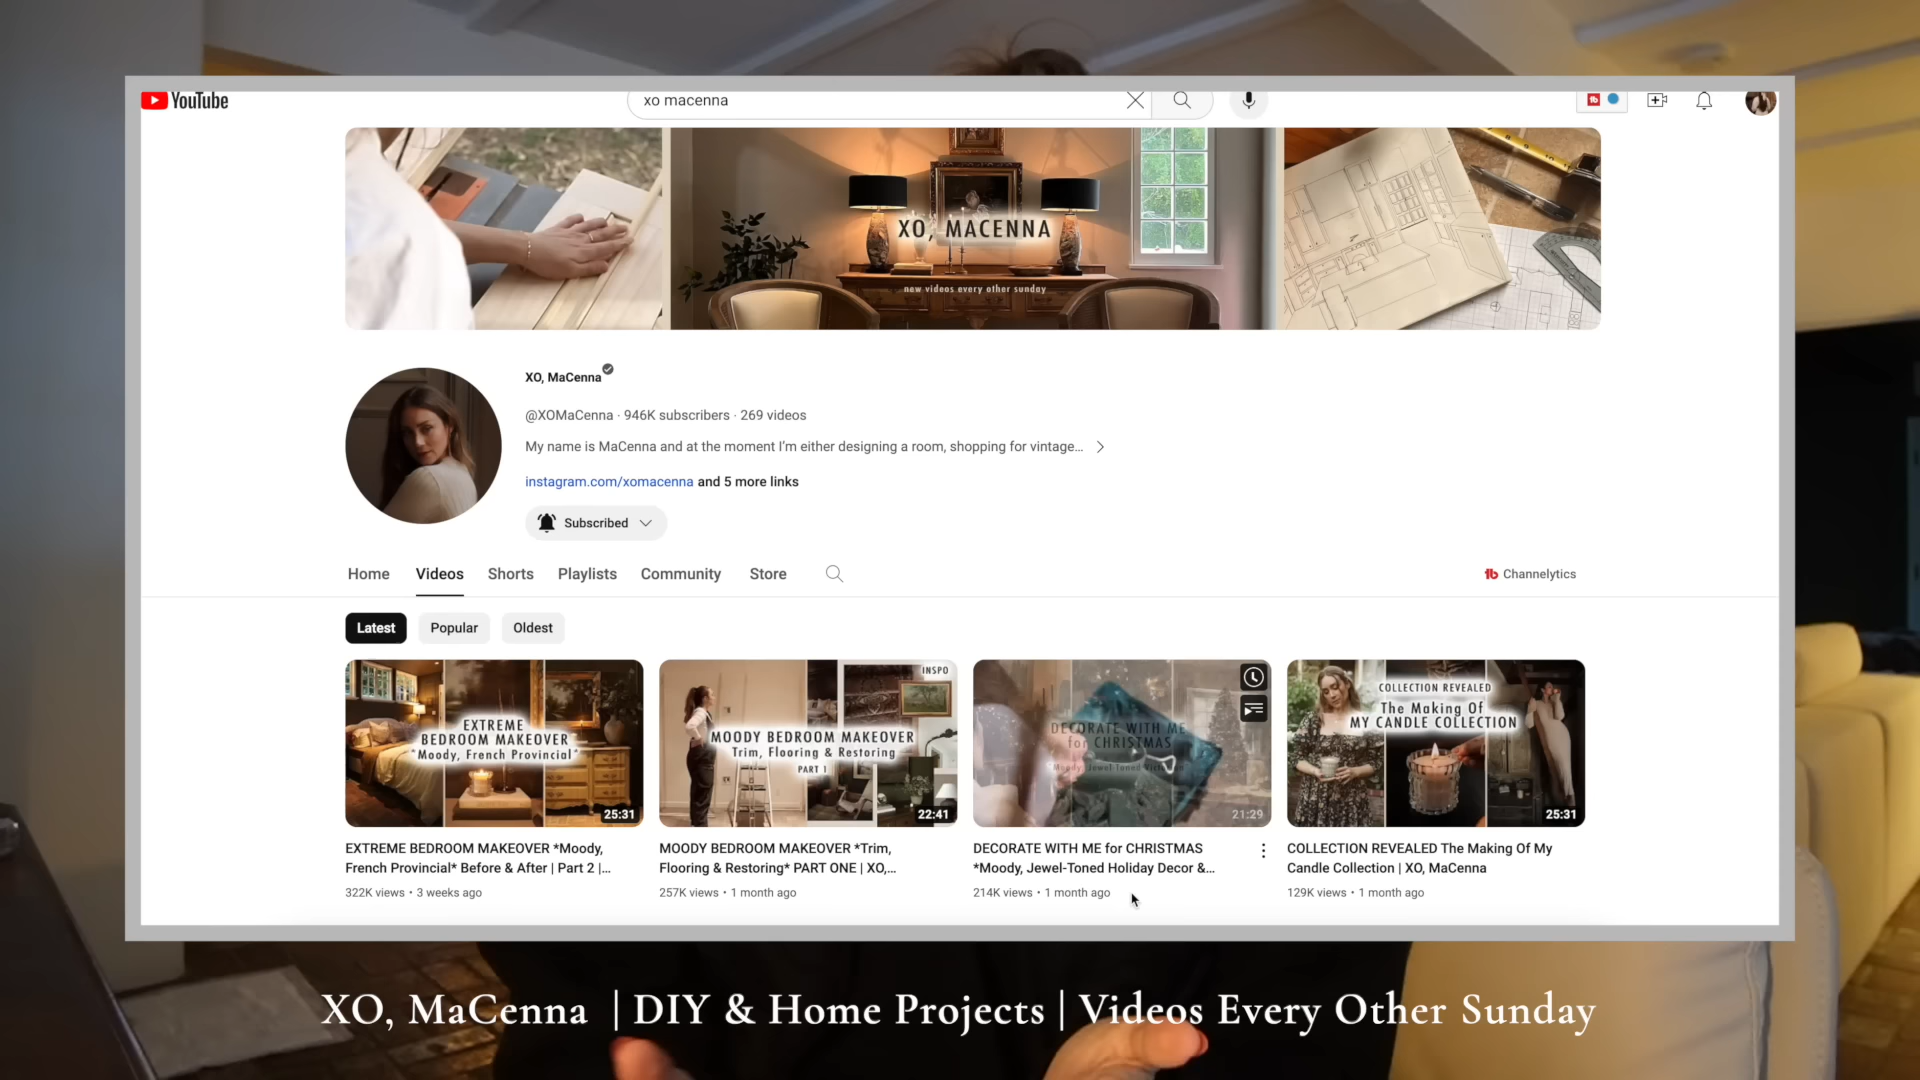 YouTube
xo macenna
XO, MACENNA
new videos every other sunday
XO, MaCenna
@XOMaCenna · 946K subscribers · 269 videos
My name is MaCenna and at the moment I'm either designing a room, shopping for vintage...
instagram.com/xomacenna and 5 more links
Subscribed
Home Videos Shorts Playlists Community Store
tb Channelytics
Latest Popular Oldest
EXTREME
BEDROOM MAKEOVER
*Moody, French Provincial*
25:31
INSPO
MOODY BEDROOM MAKEOVER
Trim, Flooring & Restoring
PART 1
22:41
DECORATE WITH ME
for CHRISTMAS
21:29
COLLECTION REVEALED
The Making Of
MY CANDLE COLLECTION
25:31
EXTREME BEDROOM MAKEOVER *Moody,
French Provincial* Before & After | Part 2 |...
322K views • 3 weeks ago
MOODY BEDROOM MAKEOVER *Trim,
Flooring & Restoring* PART ONE | XO,...
257K views • 1 month ago
DECORATE WITH ME for CHRISTMAS
*Moody, Jewel-Toned Holiday Decor &...
214K views • 1 month ago
COLLECTION REVEALED The Making Of My
Candle Collection | XO, MaCenna
129K views • 1 month ago
XO, MaCenna | DIY & Home Projects | Videos Every Other Sunday